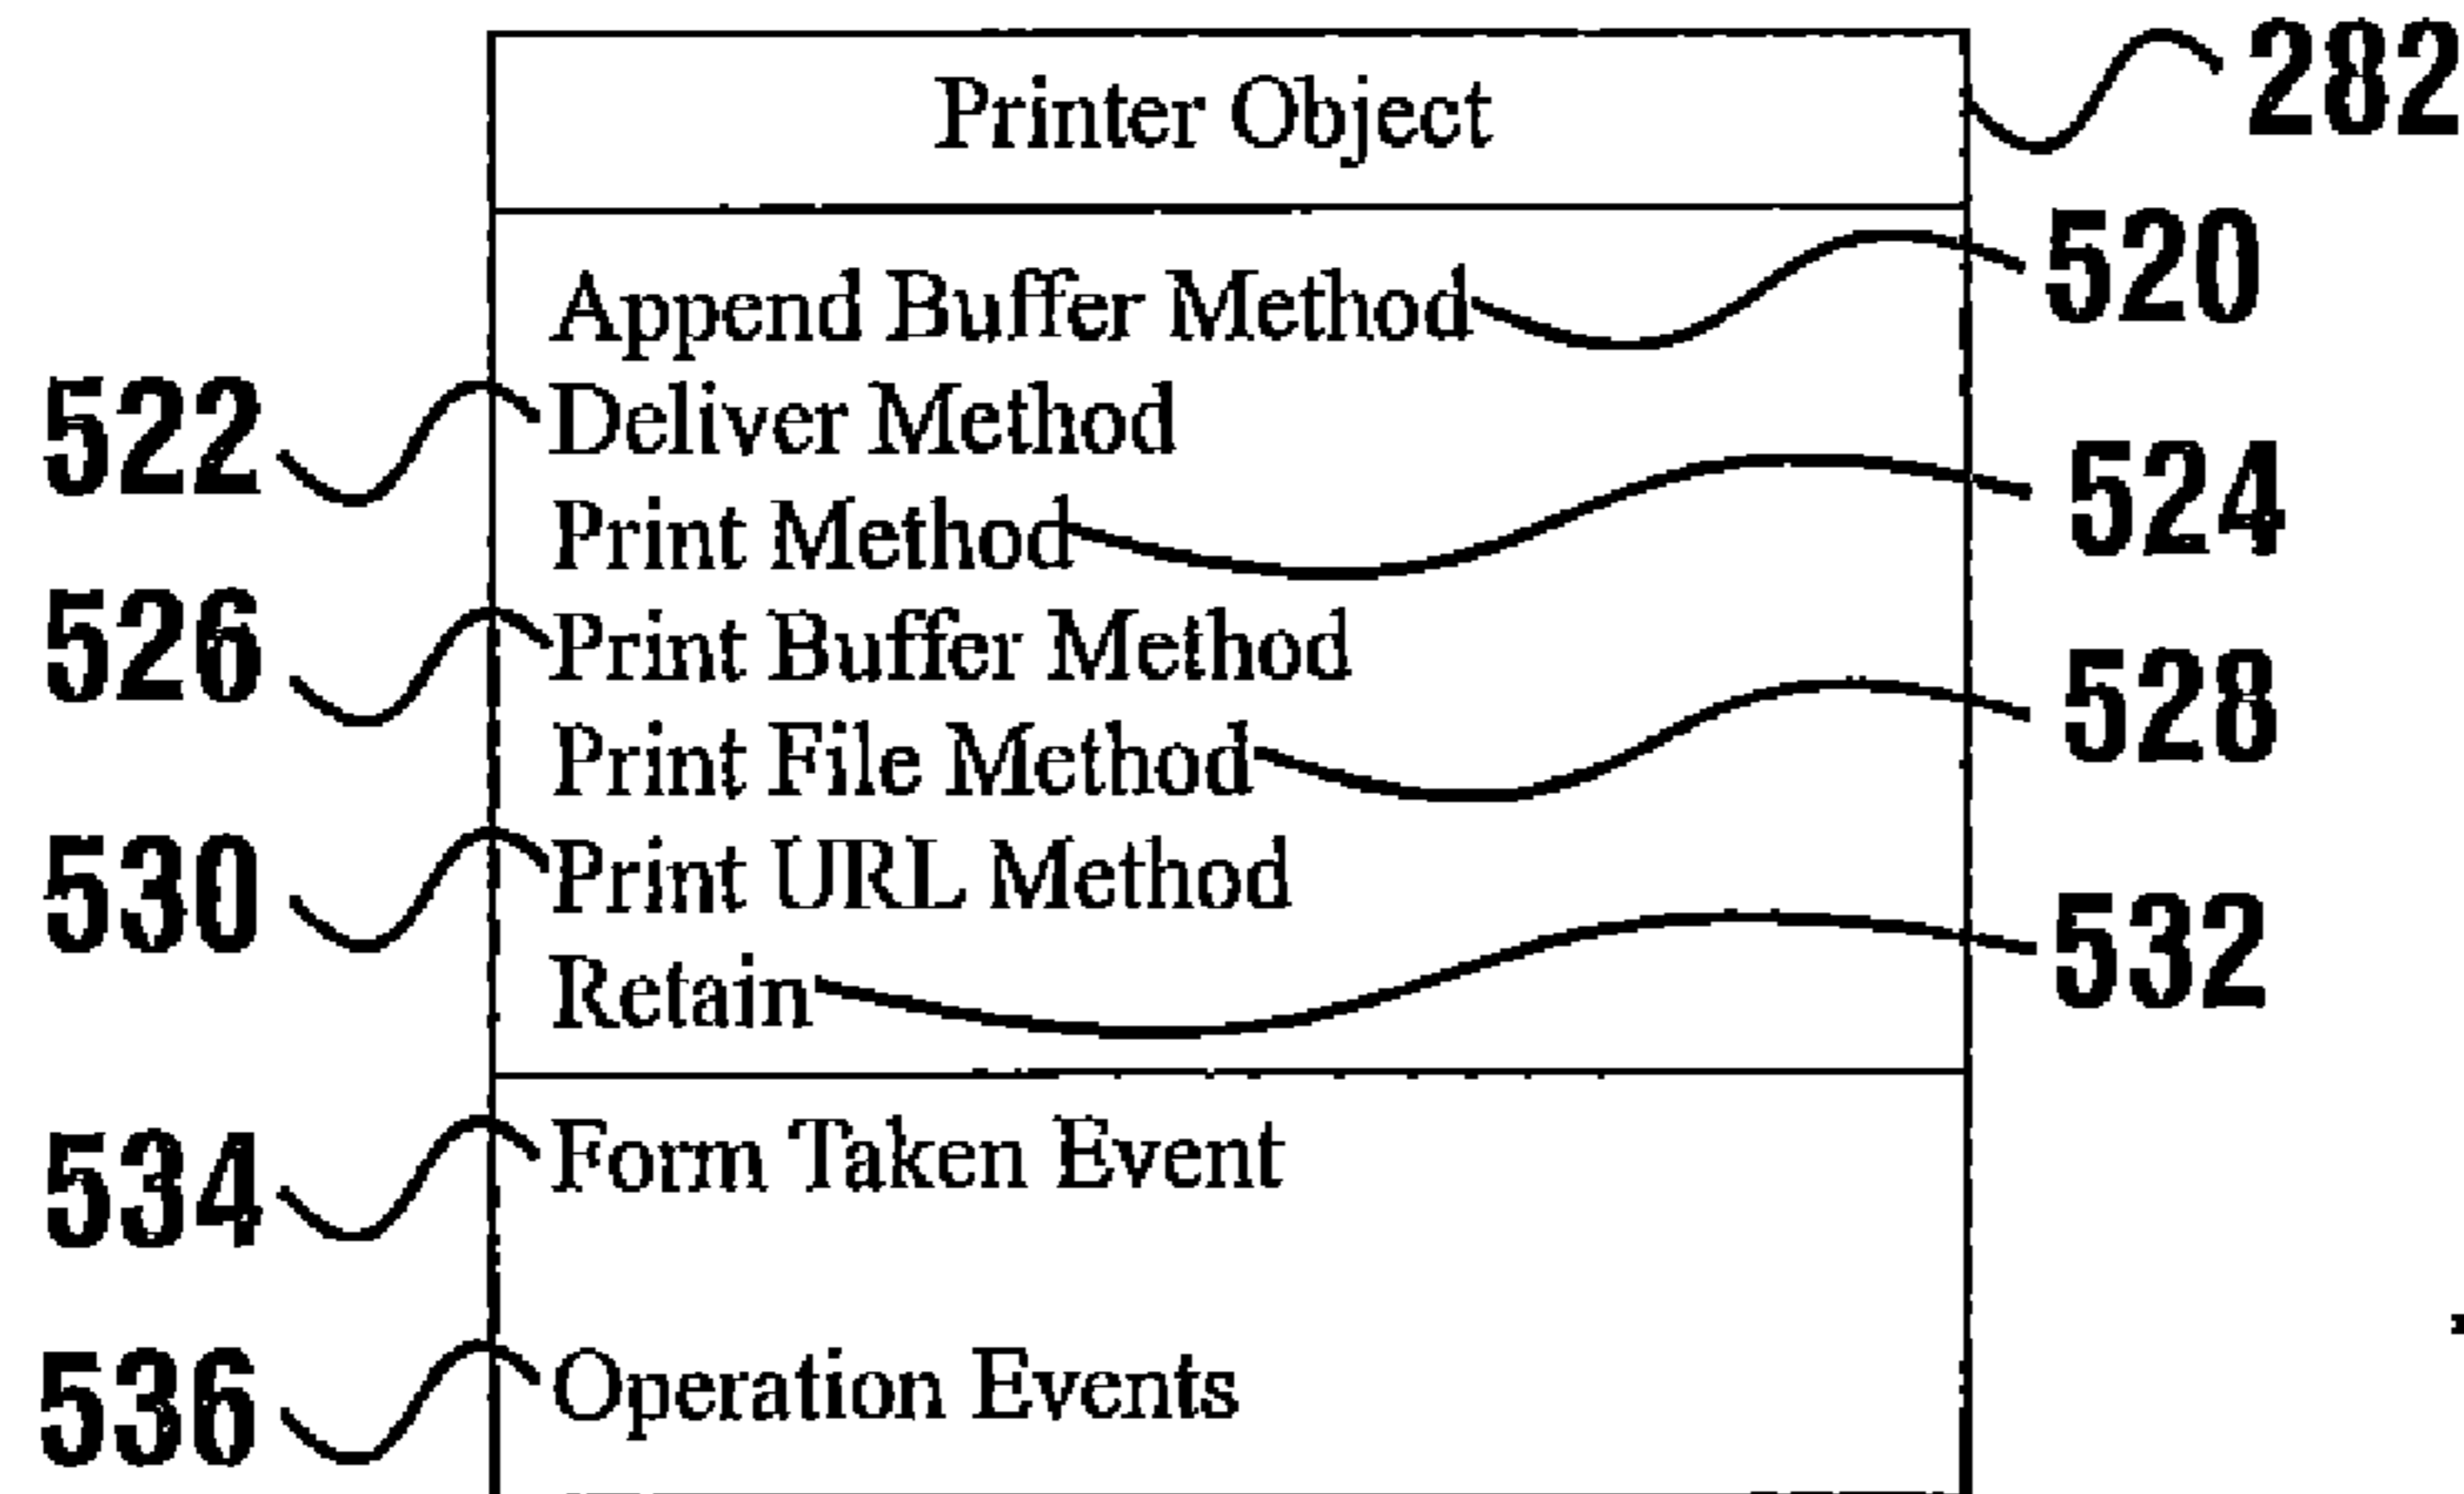 Printer Object 282
Append Buffer Method 520
522 Deliver Method
Print Method 524
526 Print Buffer Method
Print File Method 528
530 Print URL Method
Retain 532
534 Form Taken Event
536 Operation Events